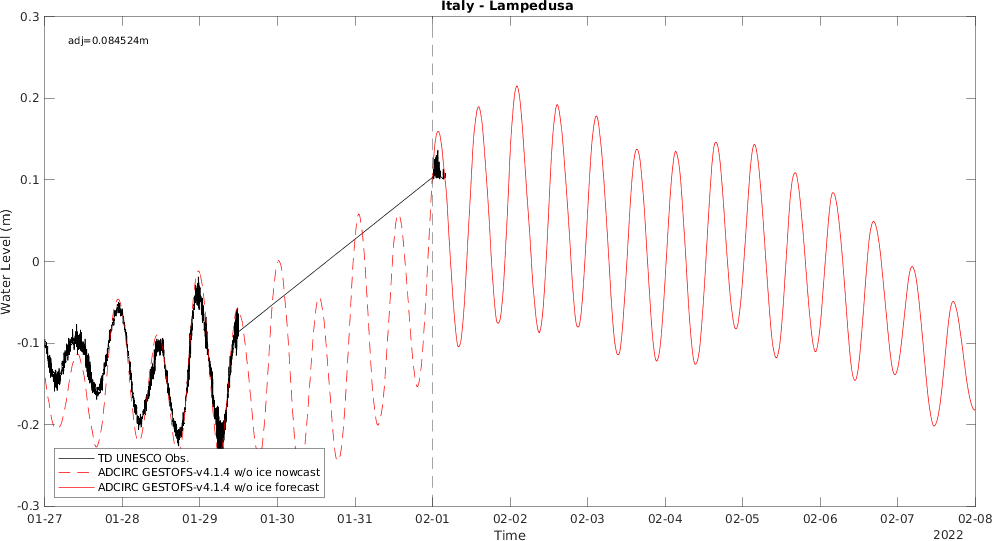 Italy - Lampedusa
adj=0.084524m
0.3
0.2
0.1
0
-0.1
-0.2
-0.3
Water Level (m)
TD UNESCO Obs.
ADCIRC GESTOFS-v4.1.4 w/o ice nowcast
ADCIRC GESTOFS-v4.1.4 w/o ice forecast
01-27 01-28 01-29 01-30 01-31 02-01 02-02 02-03 02-04 02-05 02-06 02-07 02-08
Time
2022